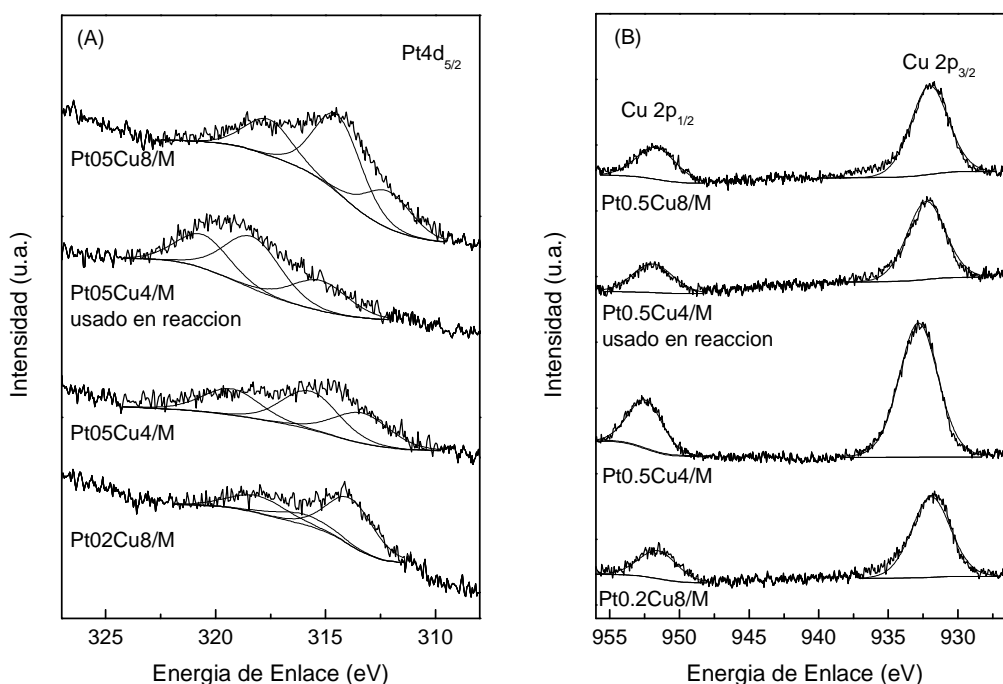 (A)
Pt4d5/2
Pt05Cu8/M
Pt05Cu4/M
usado en reaccion
Pt05Cu4/M
Pt02Cu8/M
Intensidad (u.a.)
325 320 315 310
Energia de Enlace (eV)
(B)
Cu 2p3/2
Cu 2p1/2
Pt0.5Cu8/M
Pt0.5Cu4/M
usado en reaccion
Pt0.5Cu4/M
Pt0.2Cu8/M
Intensidad (u.a.)
955 950 945 940 935 930
Energia de Enlace (eV)